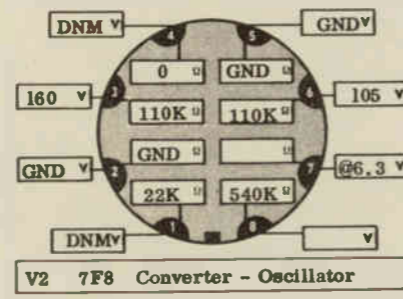 DNM V GND V
0 Ω GND Ω
160 V 105 V
110K Ω 110K Ω
GND Ω Ω
GND V @6.3 V
22K Ω 540K Ω
DNM V V
V2 7F8 Converter - Oscillator